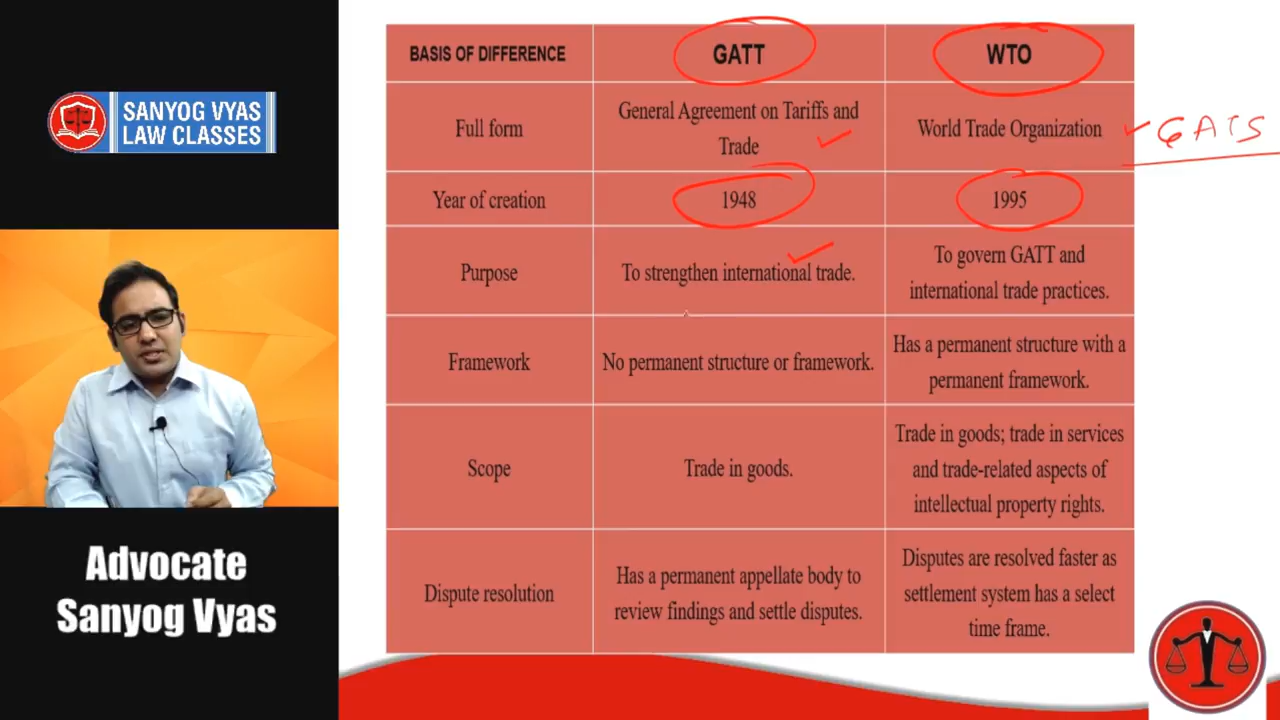 SANYOG VYAS
LAW CLASSES
Advocate
Sanyog Vyas
BASIS OF DIFFERENCE
GATT
WTO
Full form
General Agreement on Tariffs and
Trade
World Trade Organization
GATS
Year of creation
1948
1995
Purpose
To strengthen international trade.
To govern GATT and
international trade practices.
Framework
No permanent structure or framework.
Has a permanent structure with a
permanent framework.
Scope
Trade in goods.
Trade in goods; trade in services
and trade-related aspects of
intellectual property rights.
Dispute resolution
Has a permanent appellate body to
review findings and settle disputes.
Disputes are resolved faster as
settlement system has a select
time frame.